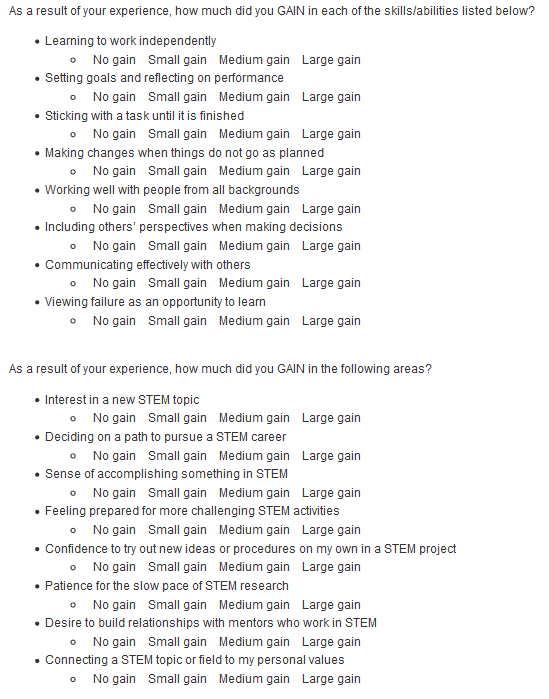 As a result of your experience, how much did you GAIN in each of the skills/abilities listed below?
• Learning to work independently
o No gain Small gain Medium gain Large gain
• Setting goals and reflecting on performance
o No gain Small gain Medium gain Large gain
• Sticking with a task until it is finished
o No gain Small gain Medium gain Large gain
• Making changes when things do not go as planned
o No gain Small gain Medium gain Large gain
• Working well with people from all backgrounds
o No gain Small gain Medium gain Large gain
• Including others' perspectives when making decisions
o No gain Small gain Medium gain Large gain
• Communicating effectively with others
o No gain Small gain Medium gain Large gain
• Viewing failure as an opportunity to learn
o No gain Small gain Medium gain Large gain
As a result of your experience, how much did you GAIN in the following areas?
• Interest in a new STEM topic
o No gain Small gain Medium gain Large gain
• Deciding on a path to pursue a STEM career
o No gain Small gain Medium gain Large gain
• Sense of accomplishing something in STEM
o No gain Small gain Medium gain Large gain
• Feeling prepared for more challenging STEM activities
o No gain Small gain Medium gain Large gain
• Confidence to try out new ideas or procedures on my own in a STEM project
o No gain Small gain Medium gain Large gain
• Patience for the slow pace of STEM research
o No gain Small gain Medium gain Large gain
• Desire to build relationships with mentors who work in STEM
o No gain Small gain Medium gain Large gain
• Connecting a STEM topic or field to my personal values
o No gain Small gain Medium gain Large gain